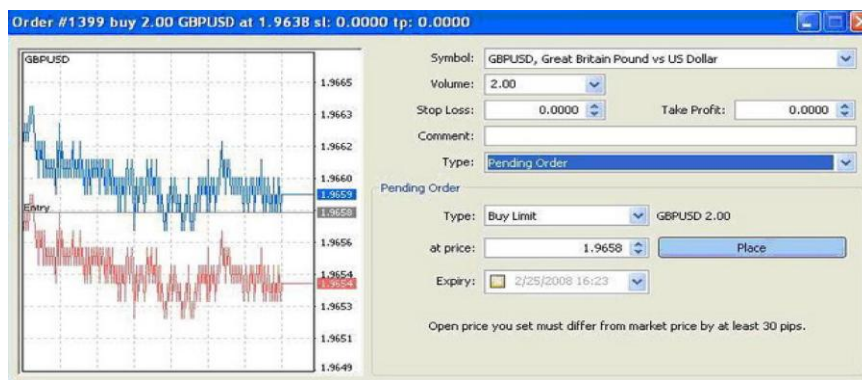 Order #1399 buy 2.00 GBPUSD at 1.9638 sl: 0.0000 tp: 0.0000
GBPUSD
1.9665
1.9663
1.9662
1.9660
1.9659
Entry
1.9658
1.9656
1.9654
1.9654
1.9653
1.9651
1.9649
Symbol: GBPUSD, Great Britain Pound vs US Dollar
Volume: 2.00
Stop Loss: 0.0000 Take Profit: 0.0000
Comment:
Type: Pending Order
Pending Order
Type: Buy Limit GBPUSD 2.00
at price: 1.9658 Place
Expiry: 2/25/2008 16:23
Open price you set must differ from market price by at least 30 pips.